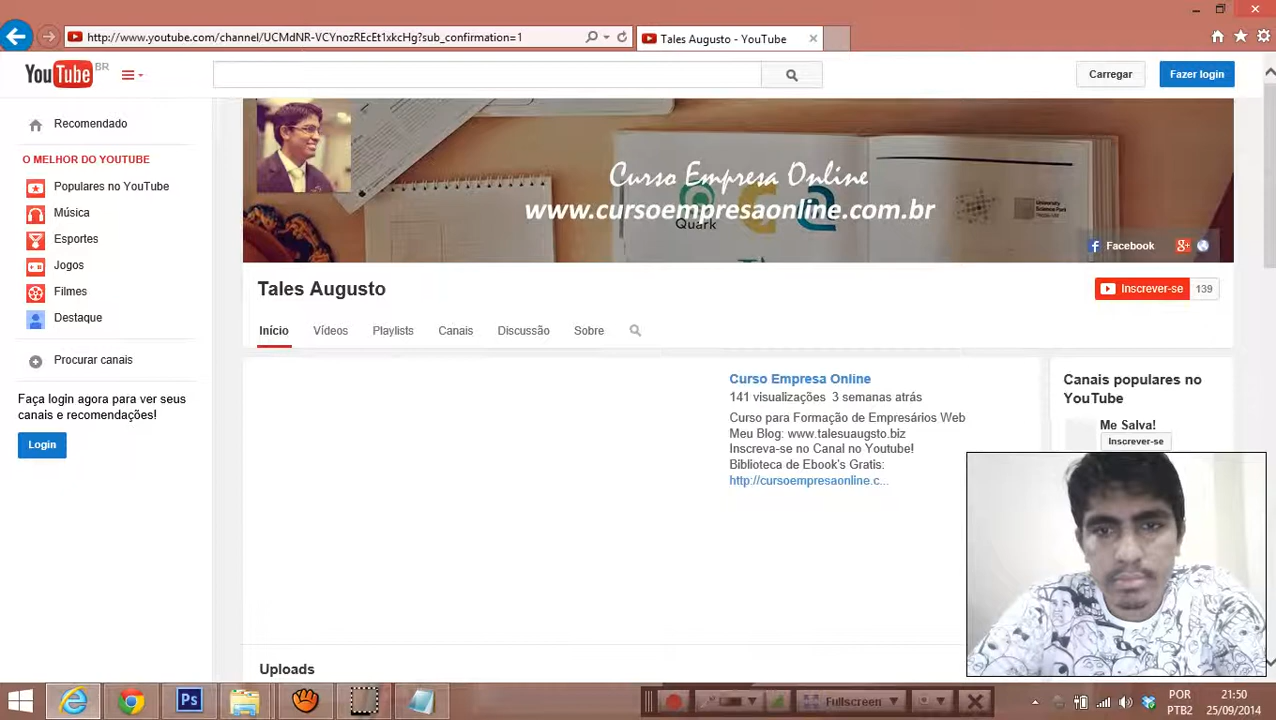 http://www.youtube.com/channel/UCMdNR-VCYnozREcEt1xkcHg?sub_confirmation=1
Tales Augusto - YouTube
YouTube BR
Carregar
Fazer login
Recomendado
O MELHOR DO YOUTUBE
Populares no YouTube
Música
Esportes
Jogos
Filmes
Destaque
Procurar canais
Faça login agora para ver seus
canais e recomendações!
Login
Curso Empresa Online
www.cursoempresaonline.com.br
Quark
University
Science Park
Facebook
Tales Augusto
Inscrever-se 139
Início Vídeos Playlists Canais Discussão Sobre
Curso Empresa Online
141 visualizações 3 semanas atrás
Curso para Formação de Empresários Web
Meu Blog: www.talesuaugsto.biz
Inscreva-se no Canal no Youtube!
Biblioteca de Ebook's Gratis:
http://cursoempresaonline.c...
Canais populares no
YouTube
Me Salva!
Inscrever-se
Uploads
Ps
Fullscreen
POR
PTB2
21:50
25/09/2014